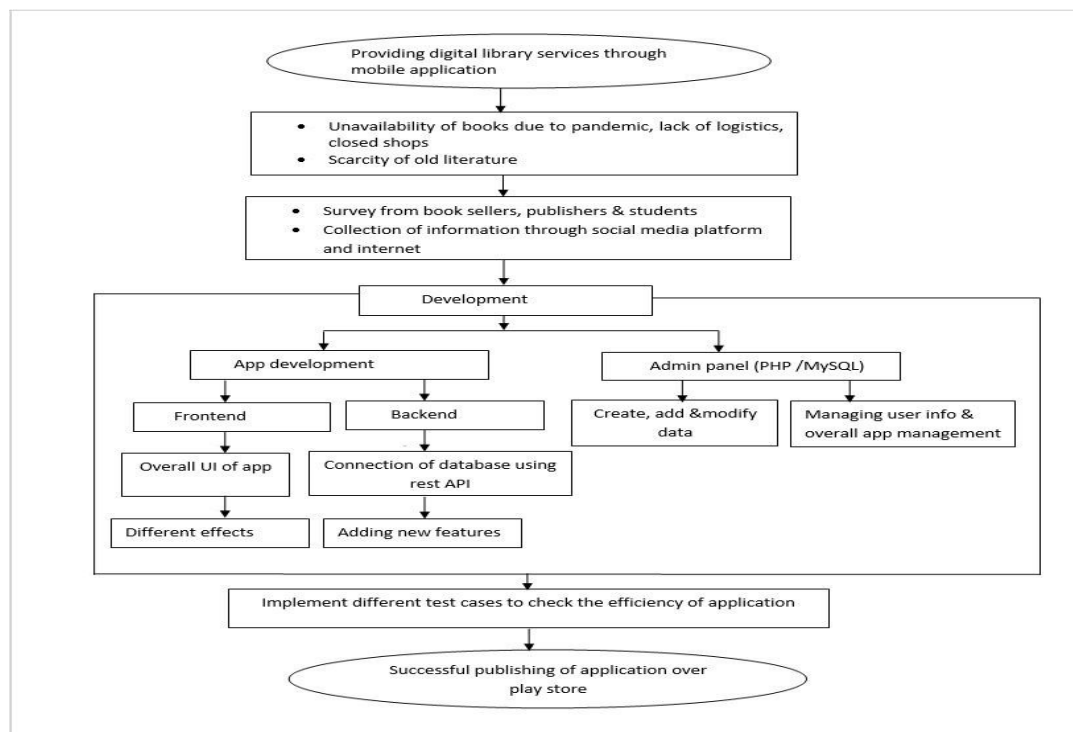 Providing digital library services through
mobile application
• Unavailability of books due to pandemic, lack of logistics,
closed shops
• Scarcity of old literature
• Survey from book sellers, publishers & students
• Collection of information through social media platform
and internet
Development
App development
Admin panel (PHP /MySQL)
Frontend
Backend
Create, add &modify
data
Managing user info &
overall app management
Overall UI of app
Connection of database using
rest API
Different effects
Adding new features
Implement different test cases to check the efficiency of application
Successful publishing of application over
play store